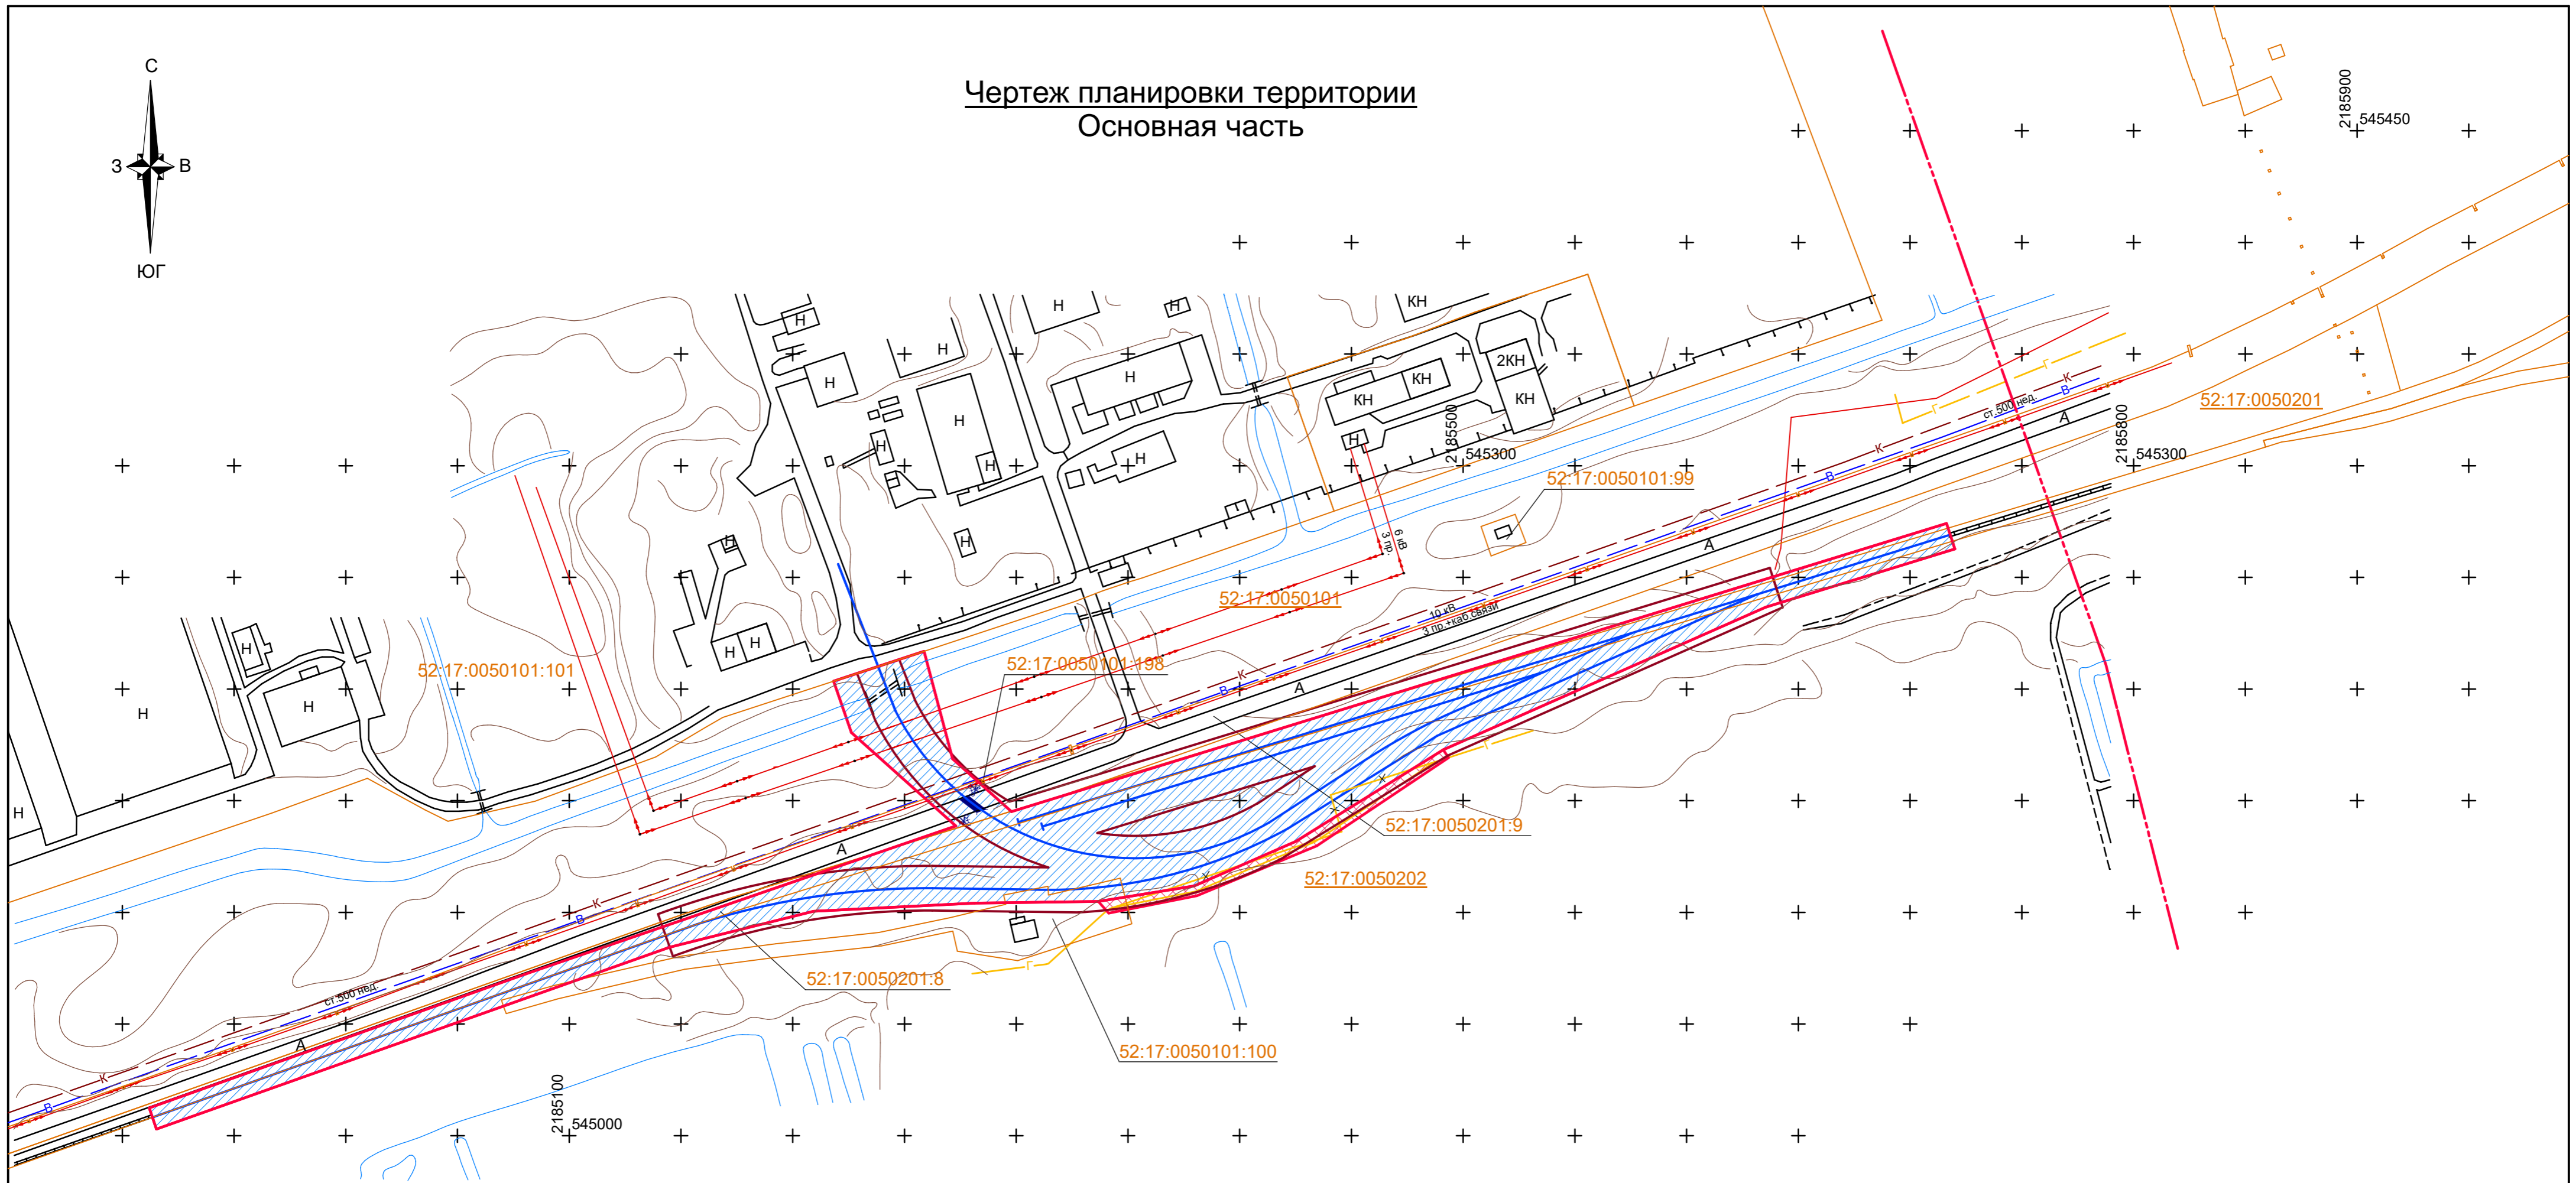 Чертеж планировки территории
Основная часть
С
З
В
ЮГ
2185900
545450
Н
Н
Н
Н
КН
Н
Н
Н
КН
КН
2КН
КН
К
В
ст.500 нед.
А
52:17:0050201
Г
Г
Н
Н
Н
Н
Н
2185500
545300
К
В
2185800
545300
52:17:0050101:99
Н
Н
6 кВ
3 пр.
А
52:17:0050101
10 кВ
3 пр.+каб.связи
Н
Н
Н
52:17:0050101:101
52:17:0050101:198
К
В
А
Н
Н
Г
Х
Х
Н
А
52:17:0050201:9
Х
52:17:0050202
К
В
Г
52:17:0050201:8
ст.500 нед.
А
52:17:0050101:100
К
В
2185100
545000